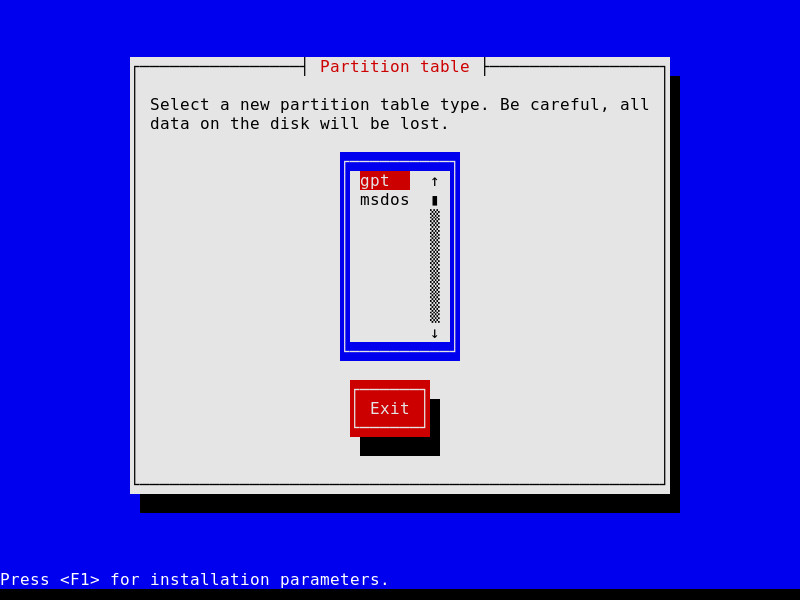 Partition table
Select a new partition table type. Be careful, all
data on the disk will be lost.
gpt
msdos
Exit
Press <F1> for installation parameters.